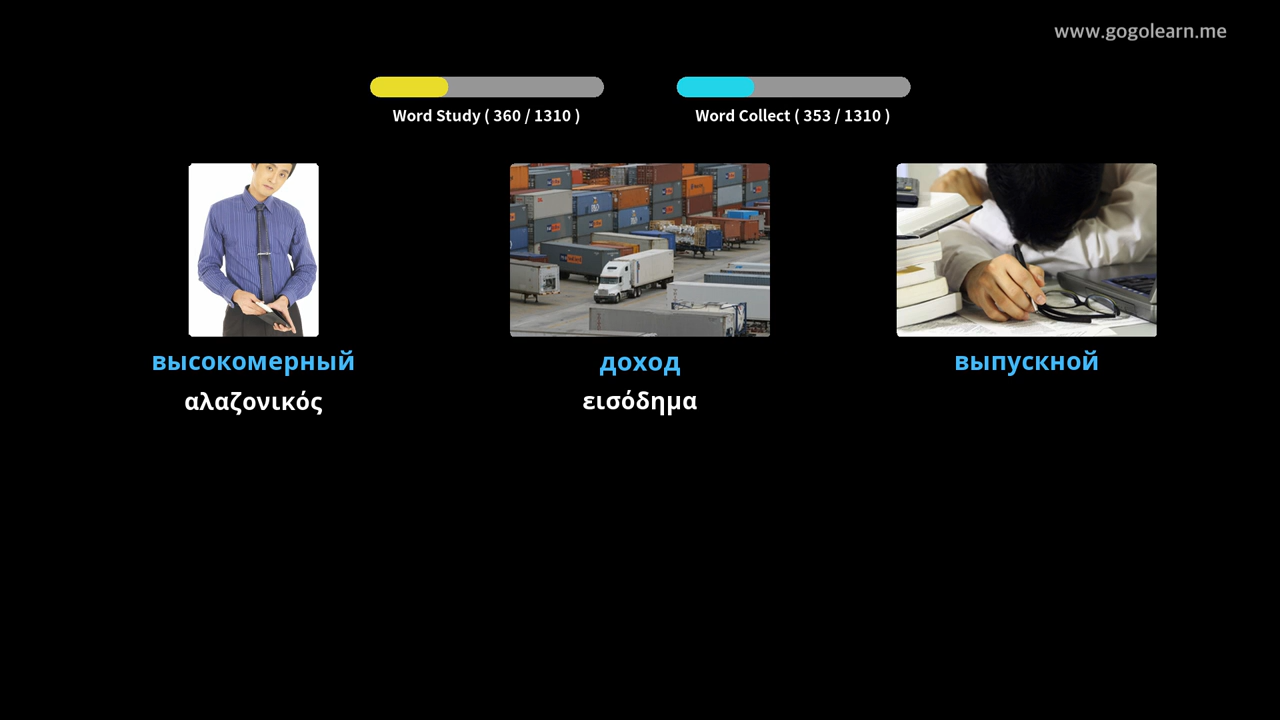 www.gogolearn.me
Word Study ( 360 / 1310 )
Word Collect ( 353 / 1310 )
высокомерный
αλαζονικός
доход
εισόδημα
выпускной